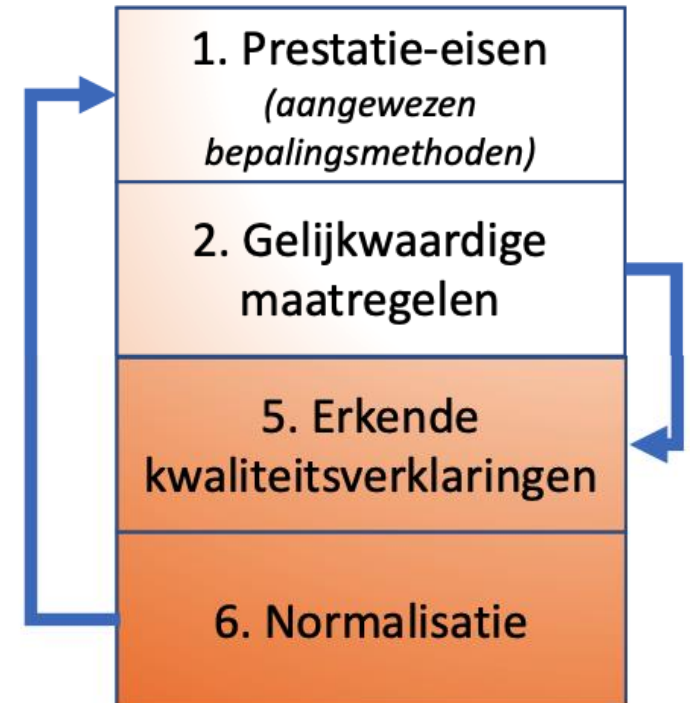 1. Prestatie-eisen
(aangewezen
bepalingsmethoden)
2. Gelijkwaardige
maatregelen
5. Erkende
kwaliteitsverklaringen
6. Normalisatie